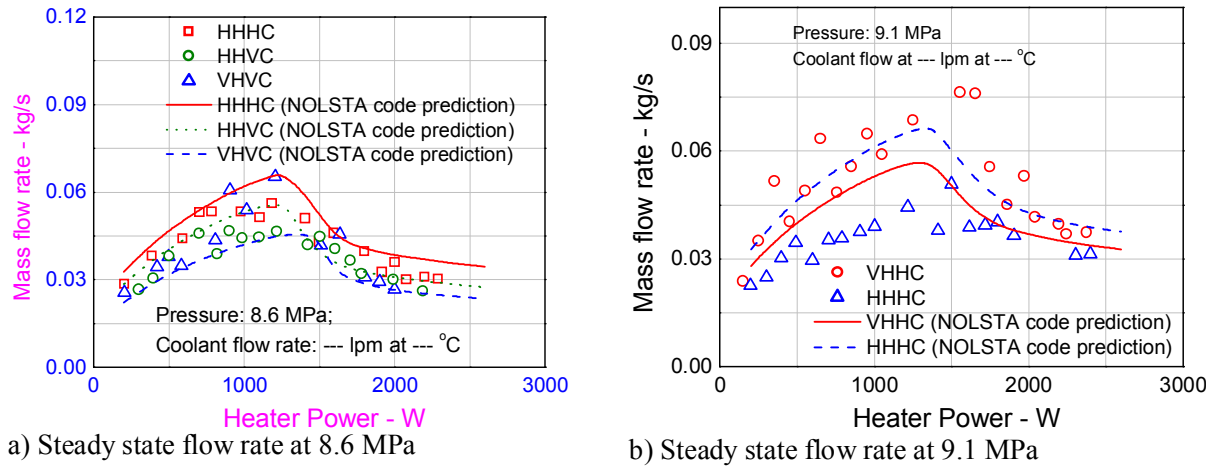 0.12
0.09
0.06
0.03
0.00
Mass flow rate - kg/s
HHHC
HHVC
VHVC
HHHC (NOLSTA code prediction)
HHVC (NOLSTA code prediction)
VHVC (NOLSTA code prediction)
Pressure: 8.6 MPa;
Coolant flow rate: --- lpm at --- °C
0 1000 2000 3000
Heater Power - W
a) Steady state flow rate at 8.6 MPa
0.09
0.06
0.03
0.00
Mass flow rate - kg/s
Pressure: 9.1 MPa
Coolant flow at --- lpm at --- °C
VHHC
HHHC
VHHC (NOLSTA code prediction)
HHHC (NOLSTA code prediction)
0 1000 2000 3000
Heater Power - W
b) Steady state flow rate at 9.1 MPa